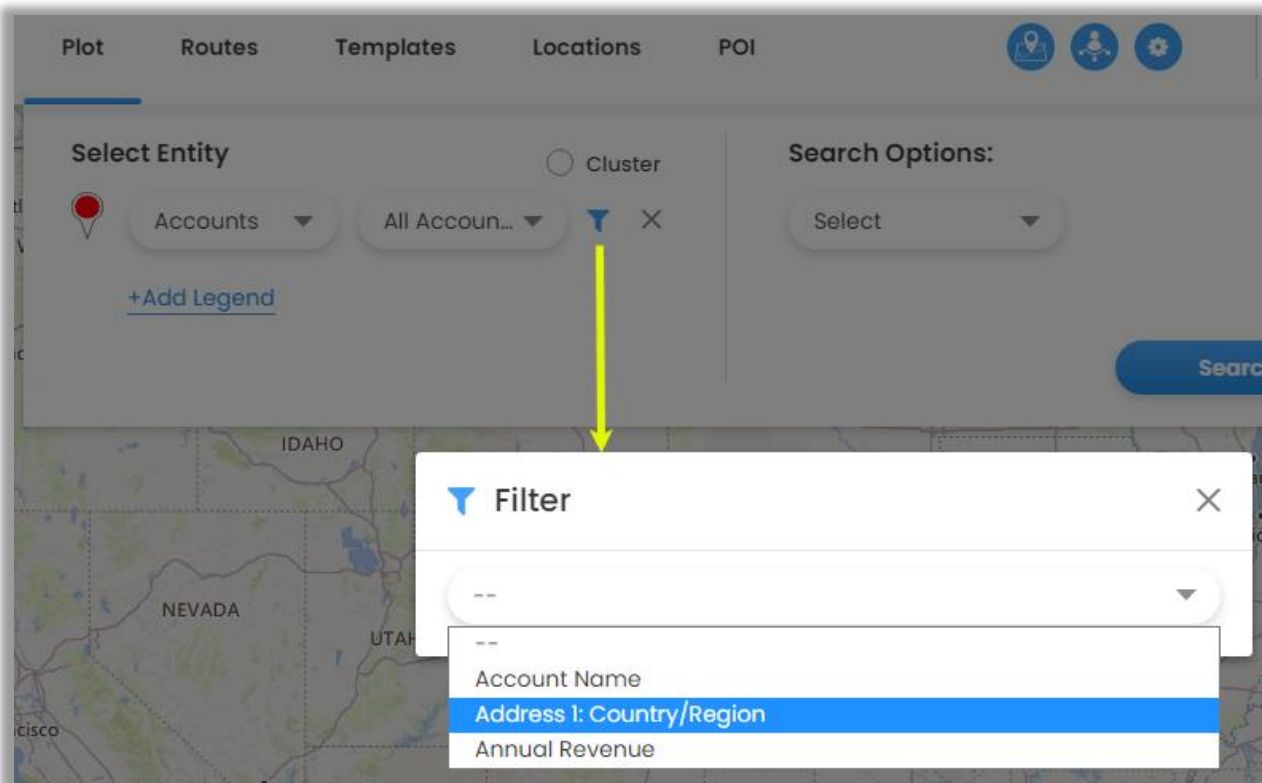 Plot Routes Templates Locations POI
Select Entity
Cluster
Search Options:
Accounts
All Accoun...
Select
+Add Legend
Searc
IDAHO
Filter
--
NEVADA
UTAH
--
Account Name
Address 1: Country/Region
Annual Revenue
cisco